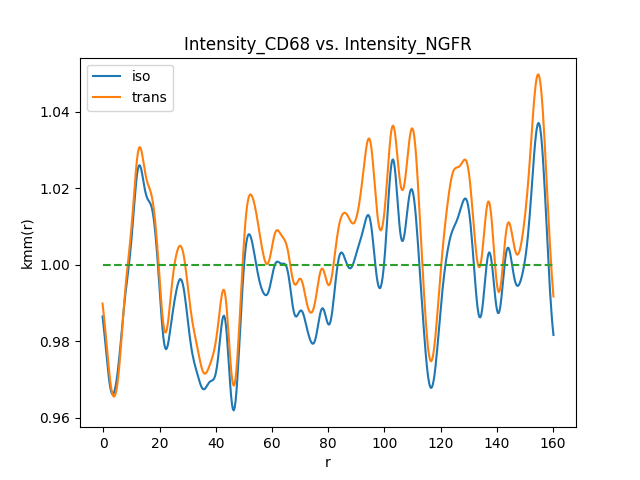 Intensity_CD68 vs. Intensity_NGFR
iso
trans
kmm(r)
1.04
1.02
1.00
0.98
0.96
0 20 40 60 80 100 120 140 160
r